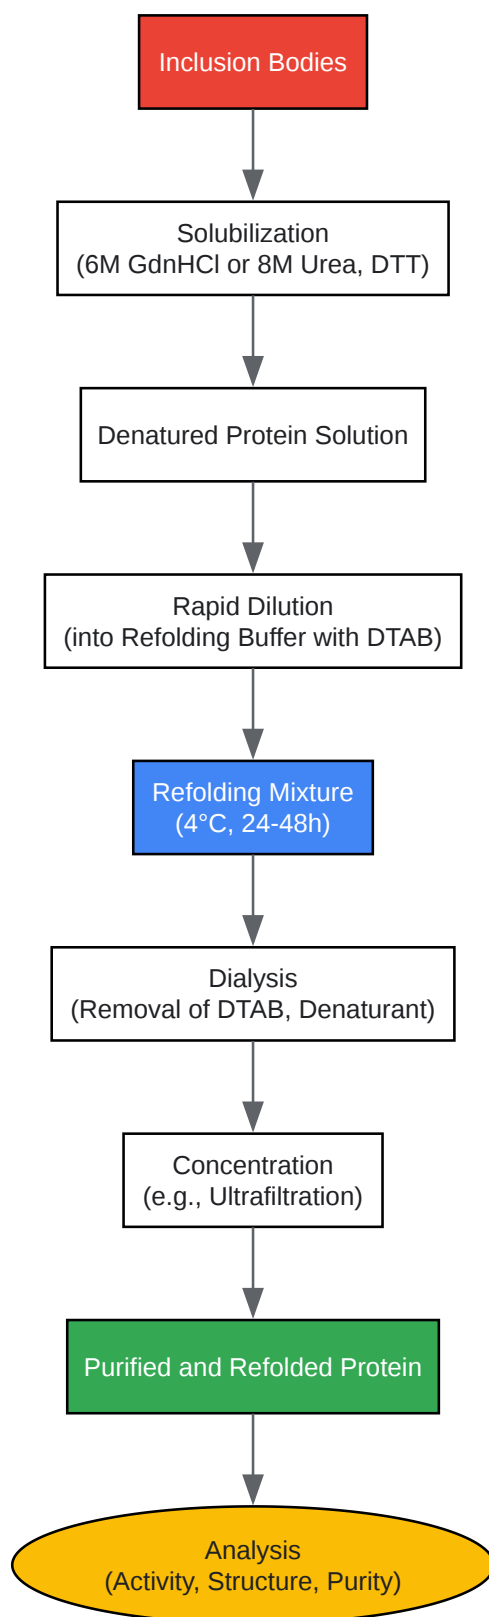 Inclusion Bodies
Solubilization
(6M GdnHCl or 8M Urea, DTT)
Denatured Protein Solution
Rapid Dilution
(into Refolding Buffer with DTAB)
Refolding Mixture
(4°C, 24-48h)
Dialysis
(Removal of DTAB, Denaturant)
Concentration
(e.g., Ultrafiltration)
Purified and Refolded Protein
Analysis
(Activity, Structure, Purity)